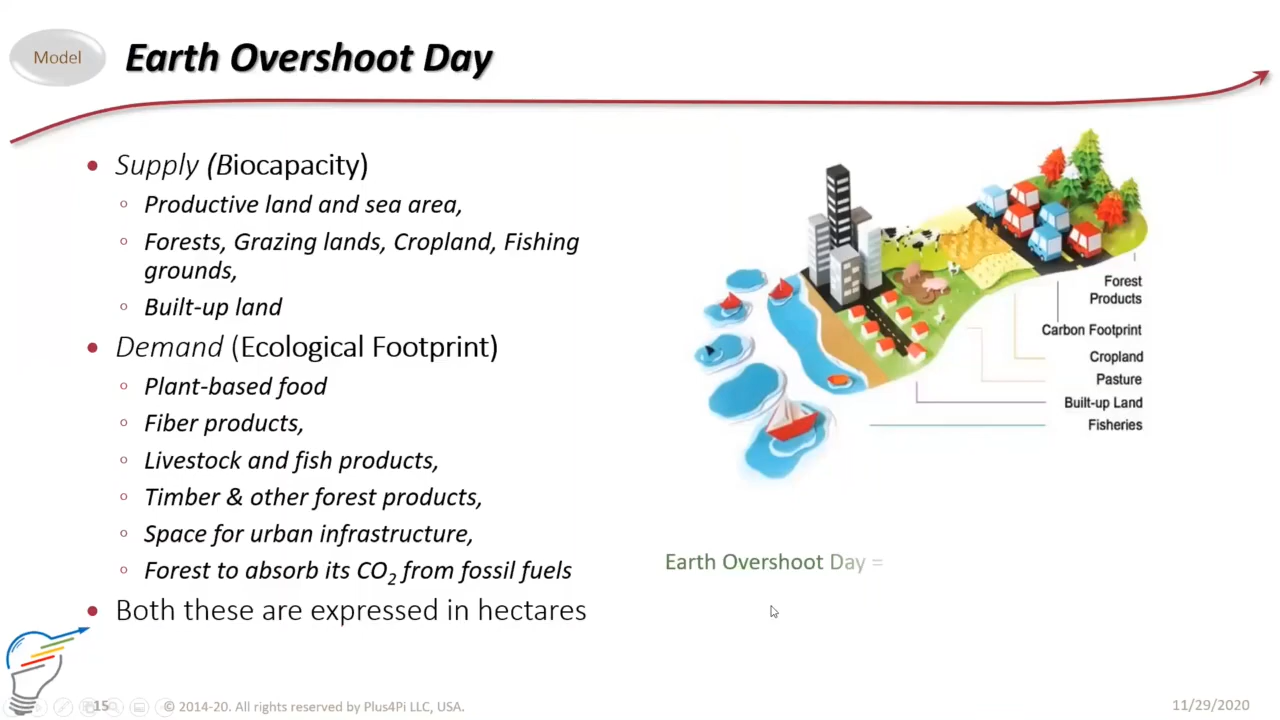 Model
Earth Overshoot Day
Supply (Biocapacity)
Productive land and sea area,
Forests, Grazing lands, Cropland, Fishing
grounds,
Built-up land
Demand (Ecological Footprint)
Plant-based food
Fiber products,
Livestock and fish products,
Timber & other forest products,
Space for urban infrastructure,
Forest to absorb its CO₂ from fossil fuels
Both these are expressed in hectares
Forest
Products
Carbon Footprint
Cropland
Pasture
Built-up Land
Fisheries
Earth Overshoot Day =
15
© 2014-20. All rights reserved by Plus4Pi LLC, USA.
11/29/2020